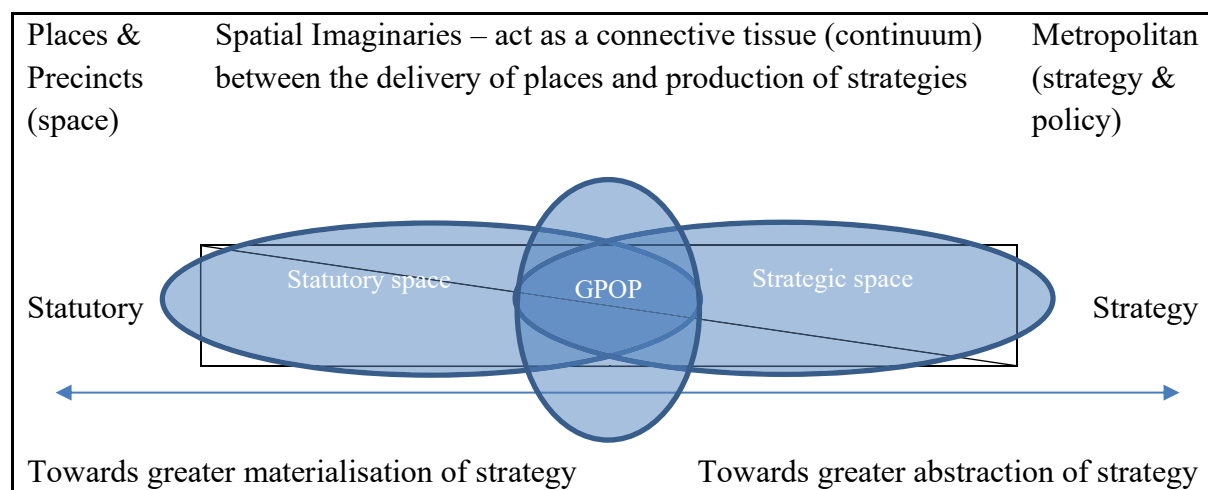 Places &
Precincts
(space)
Spatial Imaginaries – act as a connective tissue (continuum)
between the delivery of places and production of strategies
Metropolitan
(strategy &
policy)
Statutory space
GPOP
Strategic space
Statutory
Strategy
Towards greater materialisation of strategy
Towards greater abstraction of strategy